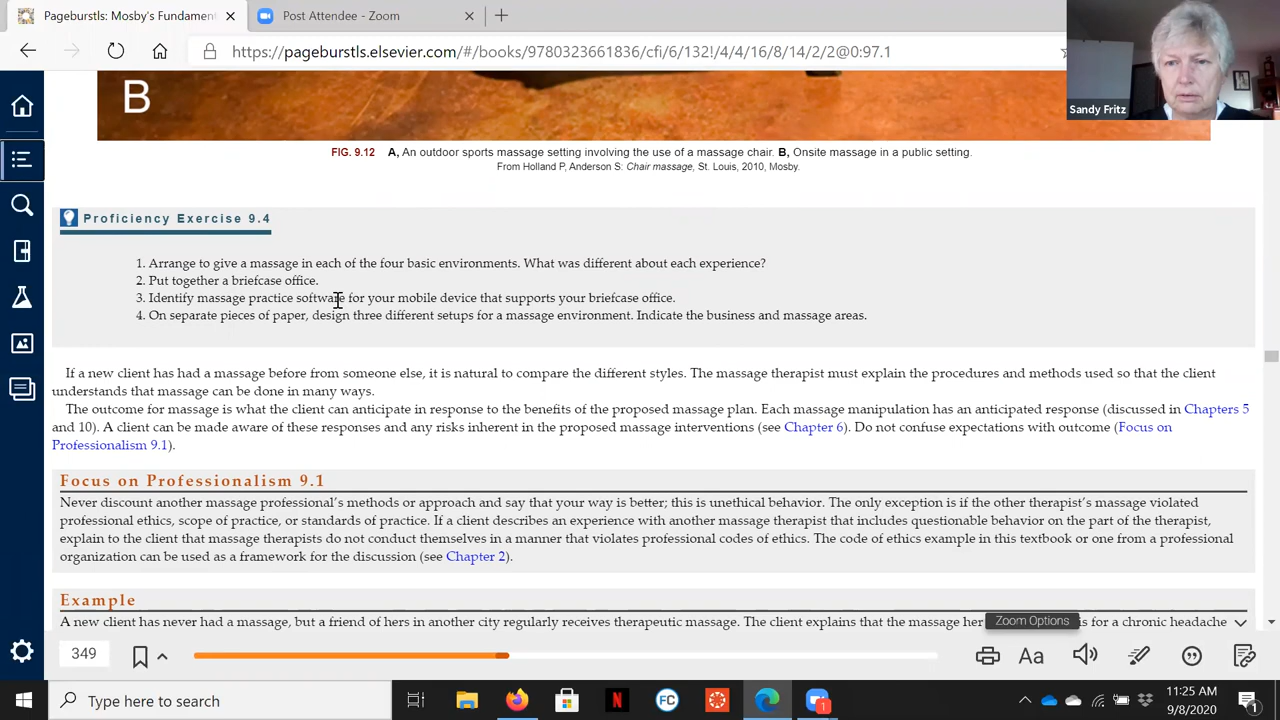 Pageburstls: Mosby's Fundament
Post Attendee - Zoom
https://pageburstls.elsevier.com/#/books/9780323661836/cfi/6/132!/4/4/16/8/14/2/2@0:97.1
Sandy Fritz
B
FIG. 9.12 A, An outdoor sports massage setting involving the use of a massage chair. B, Onsite massage in a public setting.
From Holland P, Anderson S: Chair massage, St. Louis, 2010, Mosby.
Proficiency Exercise 9.4
1. Arrange to give a massage in each of the four basic environments. What was different about each experience?
2. Put together a briefcase office.
3. Identify massage practice software for your mobile device that supports your briefcase office.
4. On separate pieces of paper, design three different setups for a massage environment. Indicate the business and massage areas.
If a new client has had a massage before from someone else, it is natural to compare the different styles. The massage therapist must explain the procedures and methods used so that the client
understands that massage can be done in many ways.
The outcome for massage is what the client can anticipate in response to the benefits of the proposed massage plan. Each massage manipulation has an anticipated response (discussed in Chapters 5
and 10). A client can be made aware of these responses and any risks inherent in the proposed massage interventions (see Chapter 6). Do not confuse expectations with outcome (Focus on
Professionalism 9.1).
Focus on Professionalism 9.1
Never discount another massage professional's methods or approach and say that your way is better; this is unethical behavior. The only exception is if the other therapist's massage violated
professional ethics, scope of practice, or standards of practice. If a client describes an experience with another massage therapist that includes questionable behavior on the part of the therapist,
explain to the client that massage therapists do not conduct themselves in a manner that violates professional codes of ethics. The code of ethics example in this textbook or one from a professional
organization can be used as a framework for the discussion (see Chapter 2).
Example
A new client has never had a massage, but a friend of hers in another city regularly receives therapeutic massage. The client explains that the massage her is for a chronic headache
Zoom Options
349
Aa
Type here to search
N
FC
1
11:25 AM
9/8/2020
1